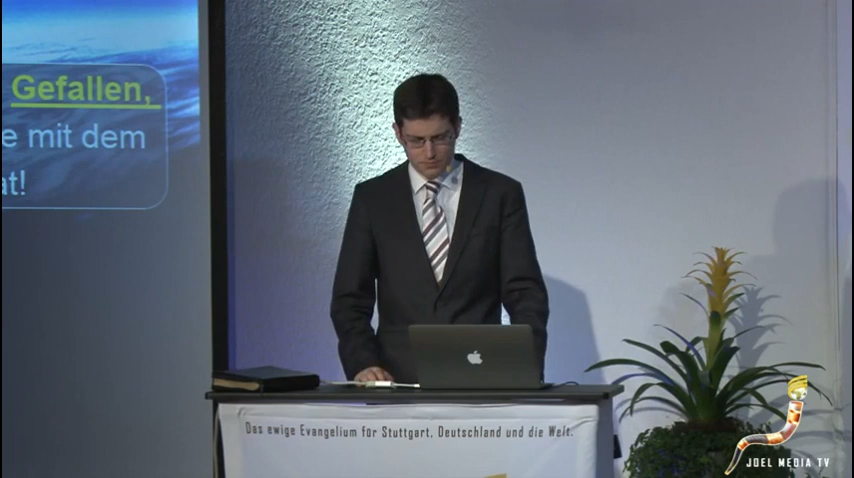 Gefallen,
e mit dem
at!
Das ewige Evangelium für Stuttgart, Deutschland und die Welt.
JOEL MEDIA TV